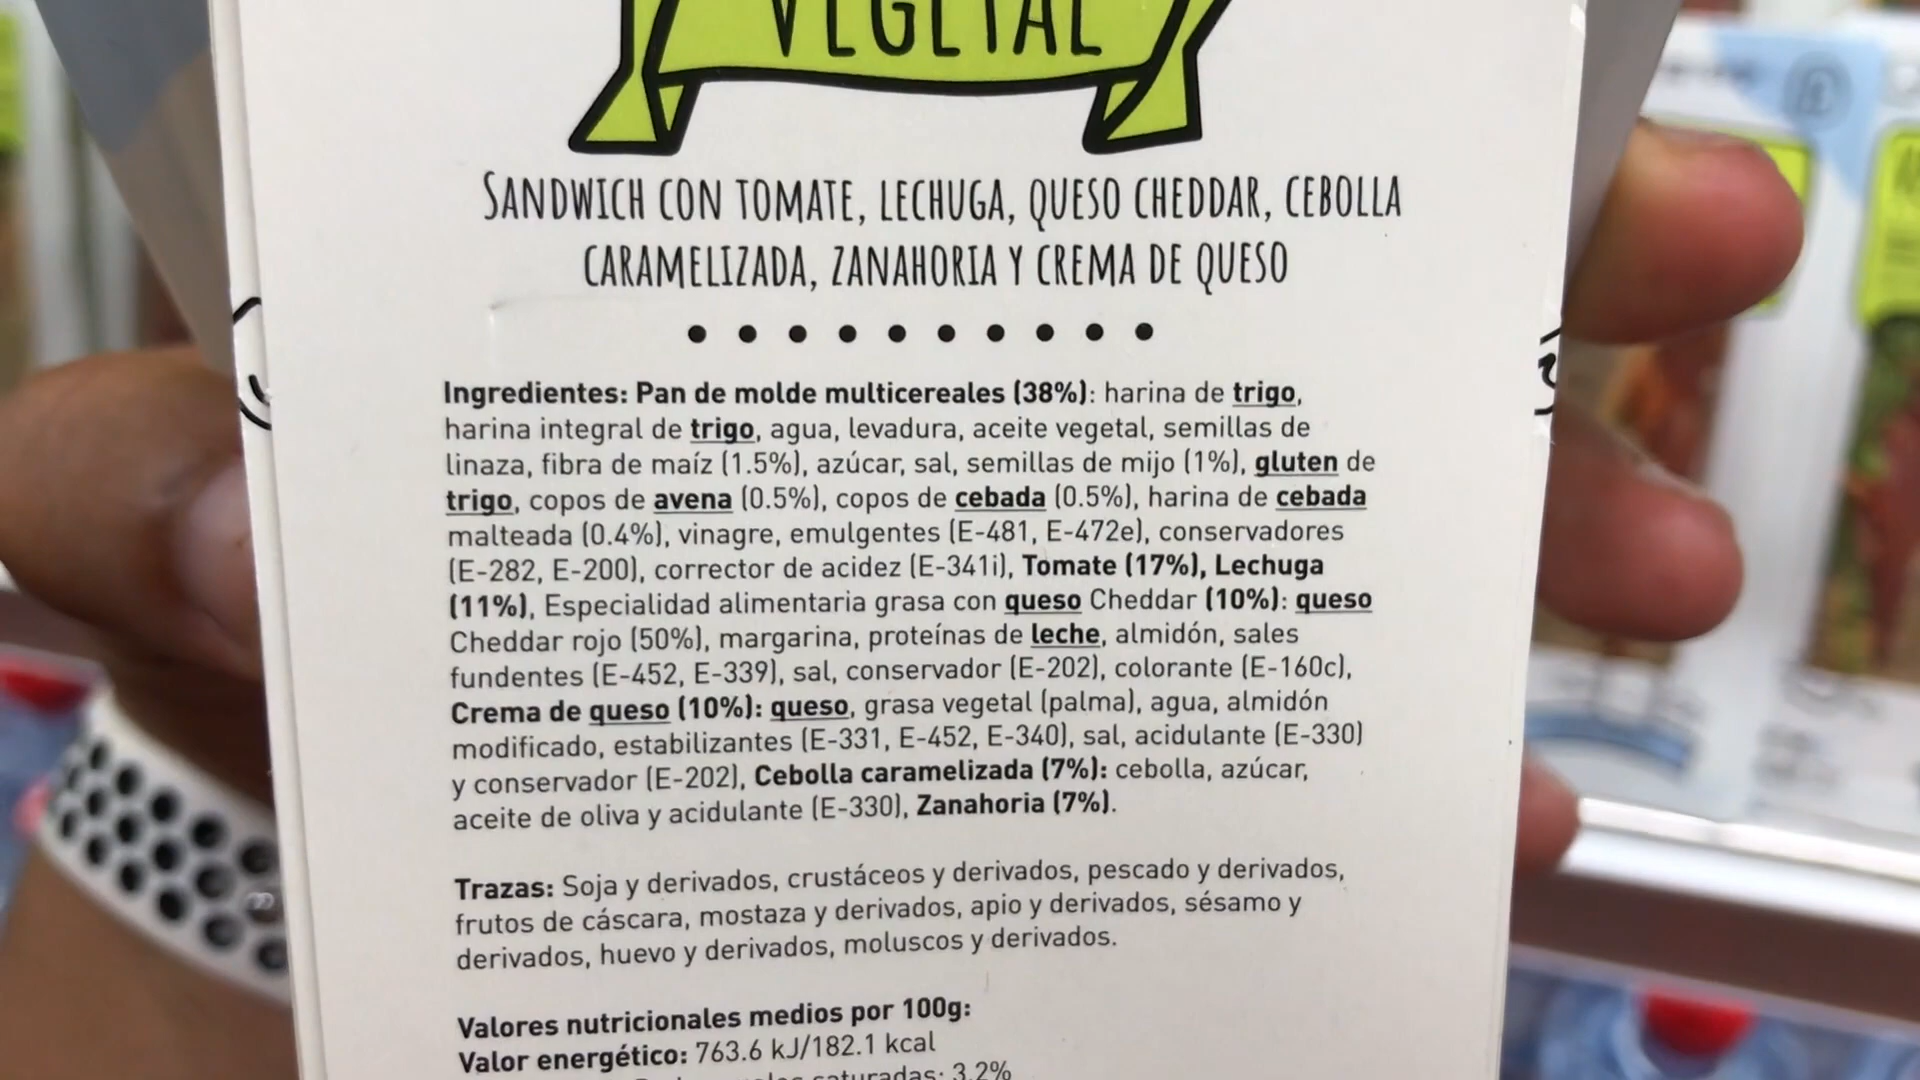 VEGETAL
SANDWICH CON TOMATE, LECHUGA, QUESO CHEDDAR, CEBOLLA
CARAMELIZADA, ZANAHORIA Y CREMA DE QUESO
Ingredientes: Pan de molde multicereales (38%): harina de trigo,
harina integral de trigo, agua, levadura, aceite vegetal, semillas de
linaza, fibra de maíz (1.5%), azúcar, sal, semillas de mijo (1%), gluten de
trigo, copos de avena (0.5%), copos de cebada (0.5%), harina de cebada
malteada (0.4%), vinagre, emulgentes (E-481, E-472e), conservadores
(E-282, E-200), corrector de acidez (E-341i), Tomate (17%), Lechuga
(11%), Especialidad alimentaria grasa con queso Cheddar (10%): queso
Cheddar rojo (50%), margarina, proteínas de leche, almidón, sales
fundentes (E-452, E-339), sal, conservador (E-202), colorante (E-160c),
Crema de queso (10%): queso, grasa vegetal (palma), agua, almidón
modificado, estabilizantes (E-331, E-452, E-340), sal, acidulante (E-330)
y conservador (E-202), Cebolla caramelizada (7%): cebolla, azúcar,
aceite de oliva y acidulante (E-330), Zanahoria (7%).
Trazas: Soja y derivados, crustáceos y derivados, pescado y derivados,
frutos de cáscara, mostaza y derivados, apio y derivados, sésamo y
derivados, huevo y derivados, moluscos y derivados.
Valores nutricionales medios por 100g:
Valor energético: 763.6 kJ/182.1 kcal
saturadas: 3.2%